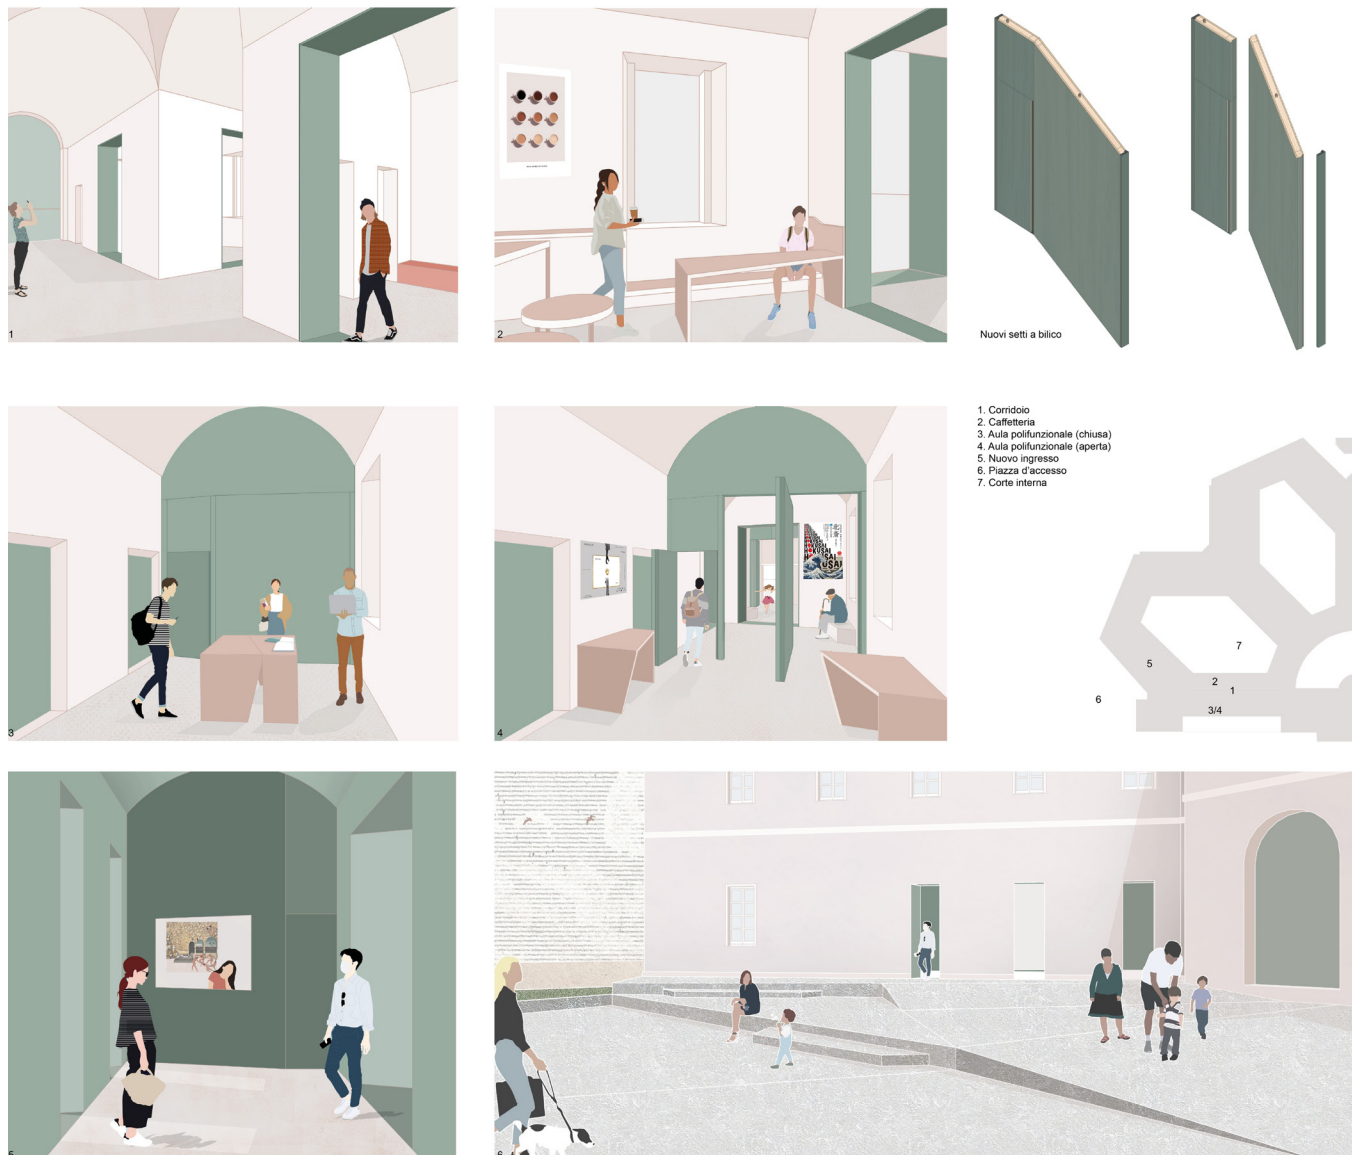 1
2
Nuovi setti a bilico
1. Corridoio
2. Caffetteria
3. Aula polifunzionale (chiusa)
4. Aula polifunzionale (aperta)
5. Nuovo ingresso
6. Piazza d'accesso
7. Corte interna
3
4
7
5
2
1
6
3/4
5
6